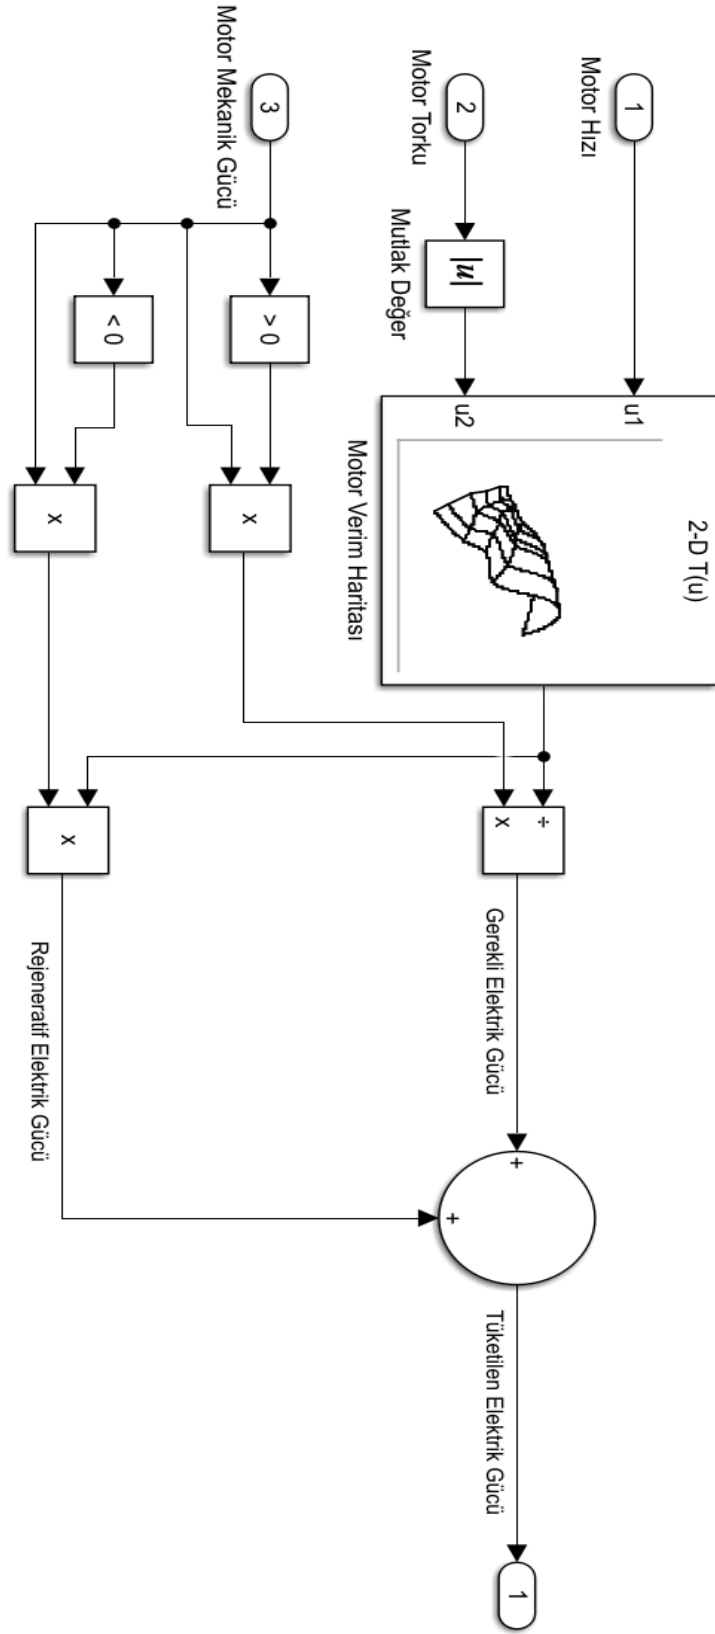 1
Motor Hızı
2
Motor Torku
|u|
Mutlak Değer
2-D T(u)
u1
u2
Motor Verim Haritası
3
Motor Mekanik Gücü
> 0
< 0
x
x
÷
x
x
Gerekli Elektrik Gücü
Rejeneratif Elektrik Gücü
+
+
Tüketilen Elektrik Gücü
1